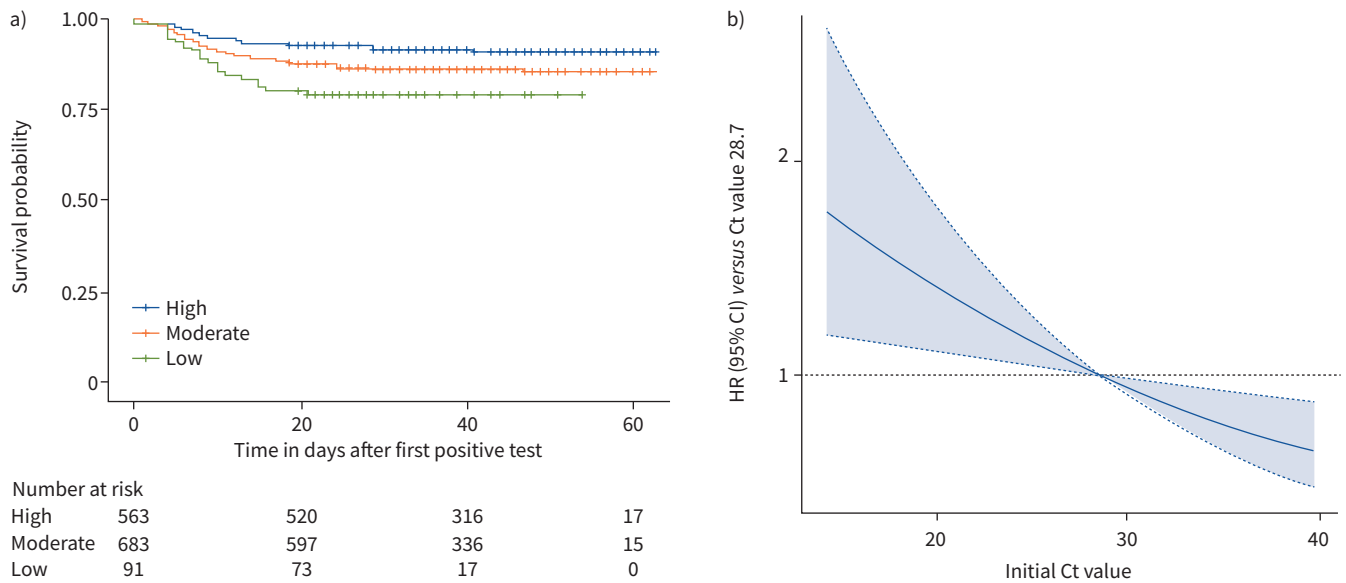 a)
1.00
0.75
0.50
0.25
0
Survival probability
High
Moderate
Low
0 20 40 60
Time in days after first positive test
Number at risk
High 563 520 316 17
Moderate 683 597 336 15
Low 91 73 17 0
b)
HR (95% CI) versus Ct value 28.7
2
1
20 30 40
Initial Ct value